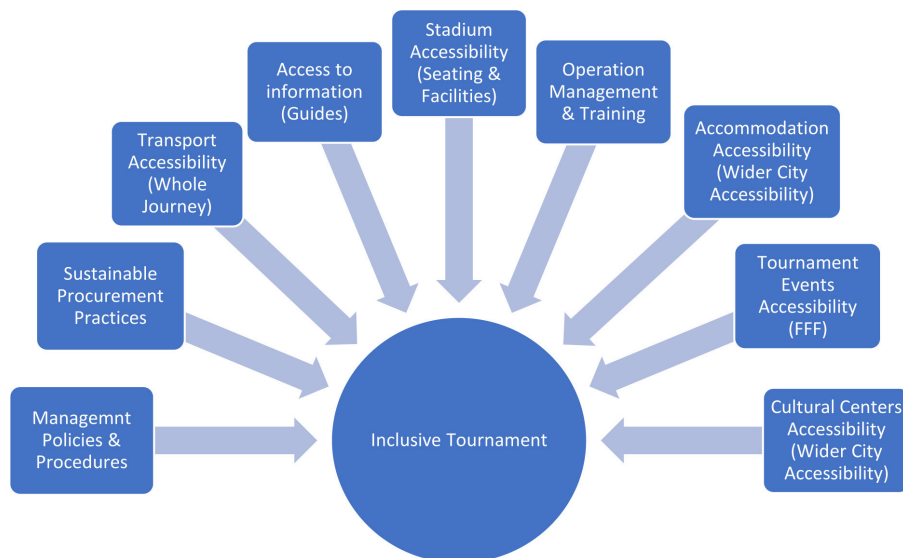 Managemnt
Policies &
Procedures
Sustainable
Procurement
Practices
Transport
Accessibility
(Whole
Journey)
Access to
information
(Guides)
Stadium
Accessibility
(Seating &
Facilities)
Operation
Management
& Training
Accommodation
Accessibility
(Wider City
Accessibility)
Tournament
Events
Accessibility
(FFF)
Cultural Centers
Accessibility
(Wider City
Accessibility)
Inclusive Tournament